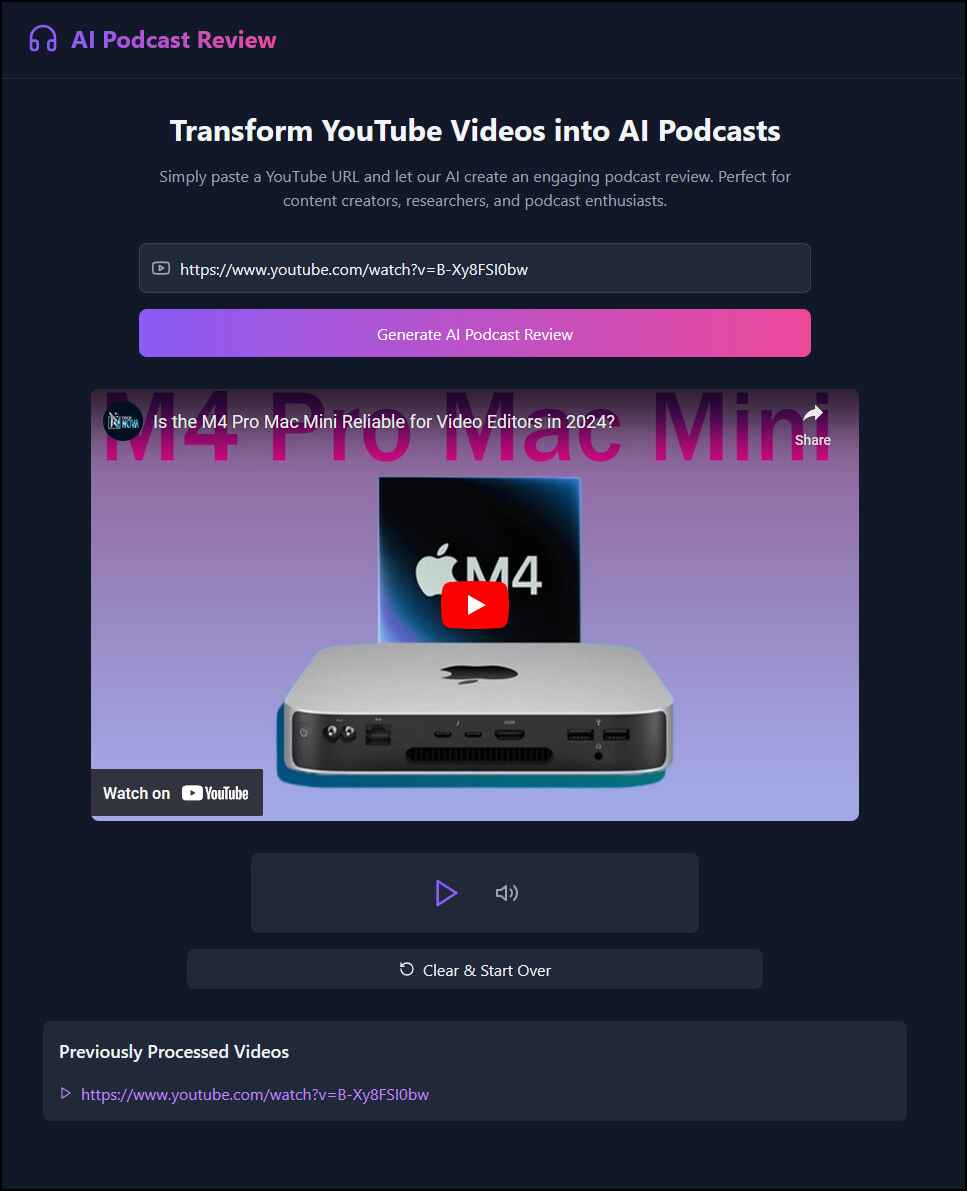 AI Podcast Review
Transform YouTube Videos into AI Podcasts
Simply paste a YouTube URL and let our AI create an engaging podcast review. Perfect for
content creators, researchers, and podcast enthusiasts.
https://www.youtube.com/watch?v=B-Xy8FSI0bw
Generate AI Podcast Review
M4 Pro Mac Mini
Is the M4 Pro Mac Mini Reliable for Video Editors in 2024?
Share
M4
Watch on YouTube
Clear & Start Over
Previously Processed Videos
https://www.youtube.com/watch?v=B-Xy8FSI0bw